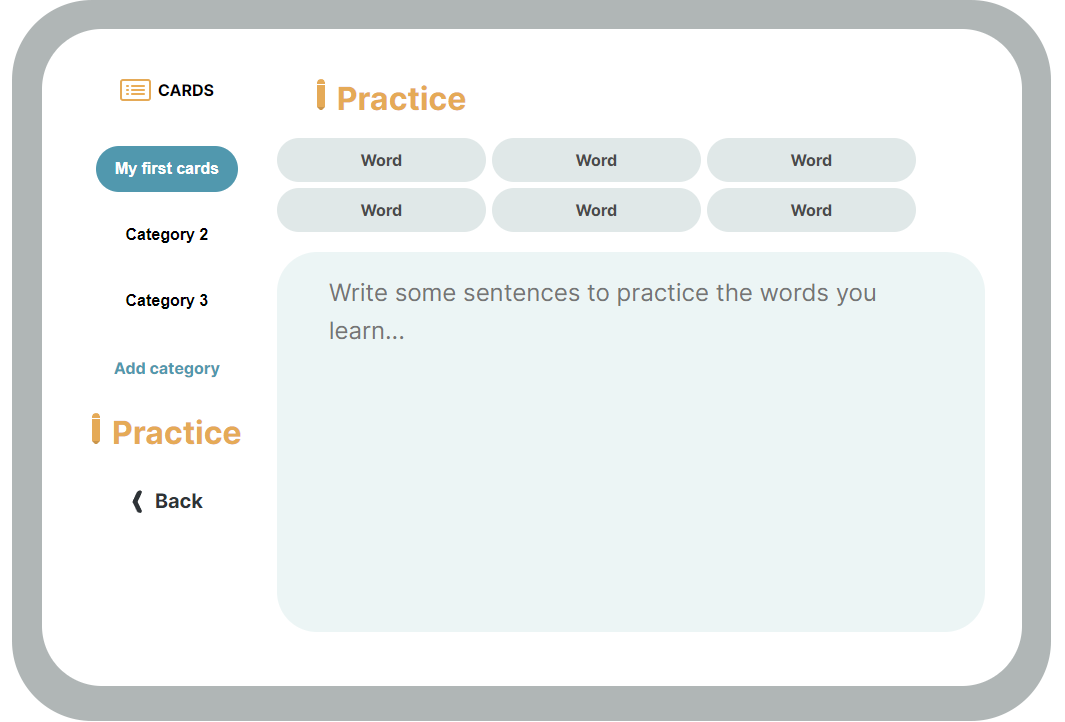 CARDS
My first cards
Category 2
Category 3
Add category
Practice
Back
Practice
Word Word Word
Word Word Word
Write some sentences to practice the words you
learn...